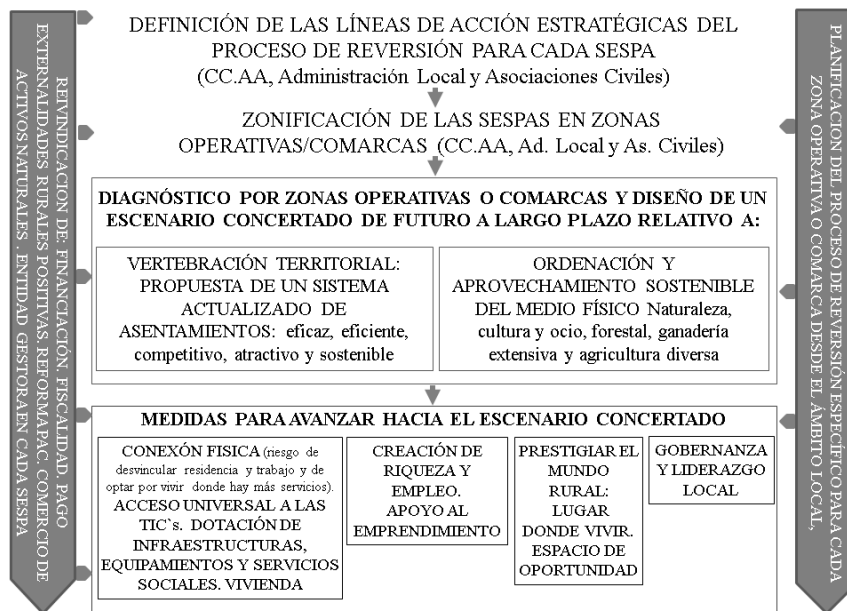 DEFINICIÓN DE LAS LÍNEAS DE ACCIÓN ESTRATÉGICAS DEL
PROCESO DE REVERSIÓN PARA CADA SESPA
(CC.AA, Administración Local y Asociaciones Civiles)
ZONIFICACIÓN DE LAS SESPAS EN ZONAS
OPERATIVAS/COMARCAS (CC.AA, Ad. Local y As. Civiles)
DIAGNÓSTICO POR ZONAS OPERATIVAS O COMARCAS Y DISEÑO DE UN
ESCENARIO CONCERTADO DE FUTURO A LARGO PLAZO RELATIVO A:
VERTEBRACIÓN TERRITORIAL:
PROPUESTA DE UN SISTEMA
ACTUALIZADO DE
ASENTAMIENTOS: eficaz, eficiente,
competitivo, atractivo y sostenible
ORDENACIÓN Y
APROVECHAMIENTO SOSTENIBLE
DEL MEDIO FÍSICO Naturaleza,
cultura y ocio, forestal, ganadería
extensiva y agricultura diversa
MEDIDAS PARA AVANZAR HACIA EL ESCENARIO CONCERTADO
CONEXÓN FISICA (riesgo de
desvincular residencia y trabajo y de
optar por vivir donde hay más servicios).
ACCESO UNIVERSAL A LAS
TIC`s. DOTACIÓN DE
INFRAESTRUCTURAS,
EQUIPAMIENTOS Y SERVICIOS
SOCIALES. VIVIENDA
CREACIÓN DE
RIQUEZA Y
EMPLEO.
APOYO AL
EMPRENDIMIENTO
PRESTIGIAR EL
MUNDO
RURAL:
LUGAR
DONDE VIVIR.
ESPACIO DE
OPORTUNIDAD
GOBERNANZA
Y LIDERAZGO
LOCAL
REIVINDICACION DE: FINANCIACIÓN. FISCALIDAD. PAGO
EXTERNALIDADES RURALES POSITIVAS. REFORMA PAC. COMERCIO DE
ACTIVOS NATURALES . ENTIDAD GESTORA EN CADA SESPA
PLANIFICACION DEL PROCESO DE REVERSIÓN ESPECÍFICO PARA CADA
ZONA OPERATIVA O COMARCA DESDE EL ÁMBITO LOCAL,